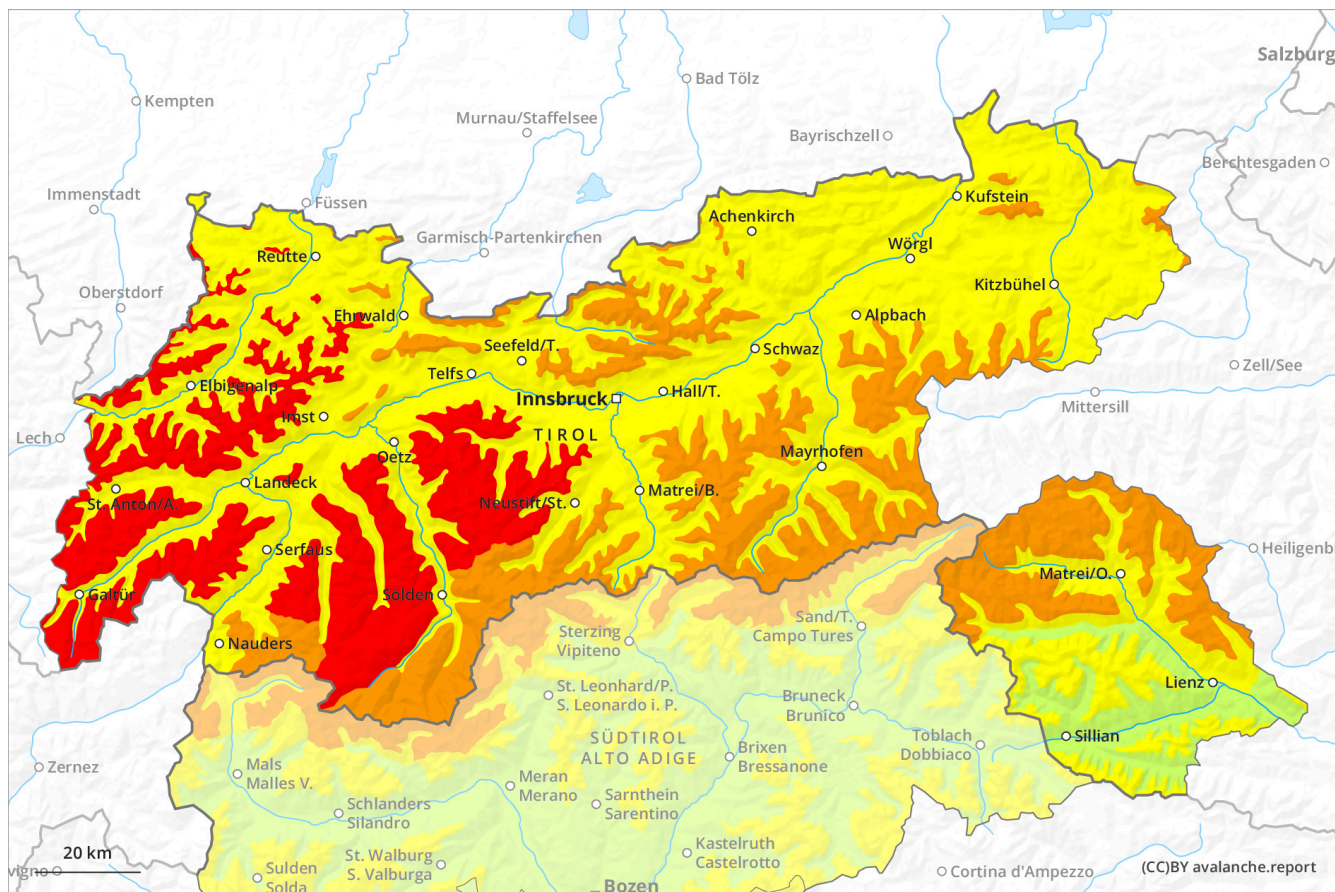 Salzburg
Bad Tölz
Kempten
Murnau/Staffelsee
Bayrischzell
Berchtesgaden
Immenstadt
Füssen
Kufstein
Achenkirch
Garmisch-Partenkirchen
Wörgl
Reutte
Oberstdorf
Kitzbühel
Ehrwald
Alpbach
Seefeld/T.
Schwaz
Zell/See
Telfs
Elbigenalp
Hall/T.
Innsbruck
Mittersill
Imst
Lech
TIROL
Oetz
Mayrhofen
Landeck
Matrei/B.
St. Anton/A.
Neustift/St.
Serfaus
Heiligenb
Matrei/O.
Galtür
Sölden
Sand/T.
Campo Tures
Sterzing
Vipiteno
Nauders
Lienz
St. Leonhard/P.
S. Leonardo i. P.
Bruneck
Brunico
Sillian
SÜDTIROL
ALTO ADIGE
Toblach
Dobbiaco
Brixen
Bressanone
Zernez
Mals
Malles V.
Meran
Merano
Sarnthein
Sarentino
Schlanders
Silandro
20 km
St. Walburg
S. Valburga
Kastelruth
Castelrotto
vigno
Sulden
Solda
Bozen
Cortina d'Ampezzo
(CC)BY avalanche.report